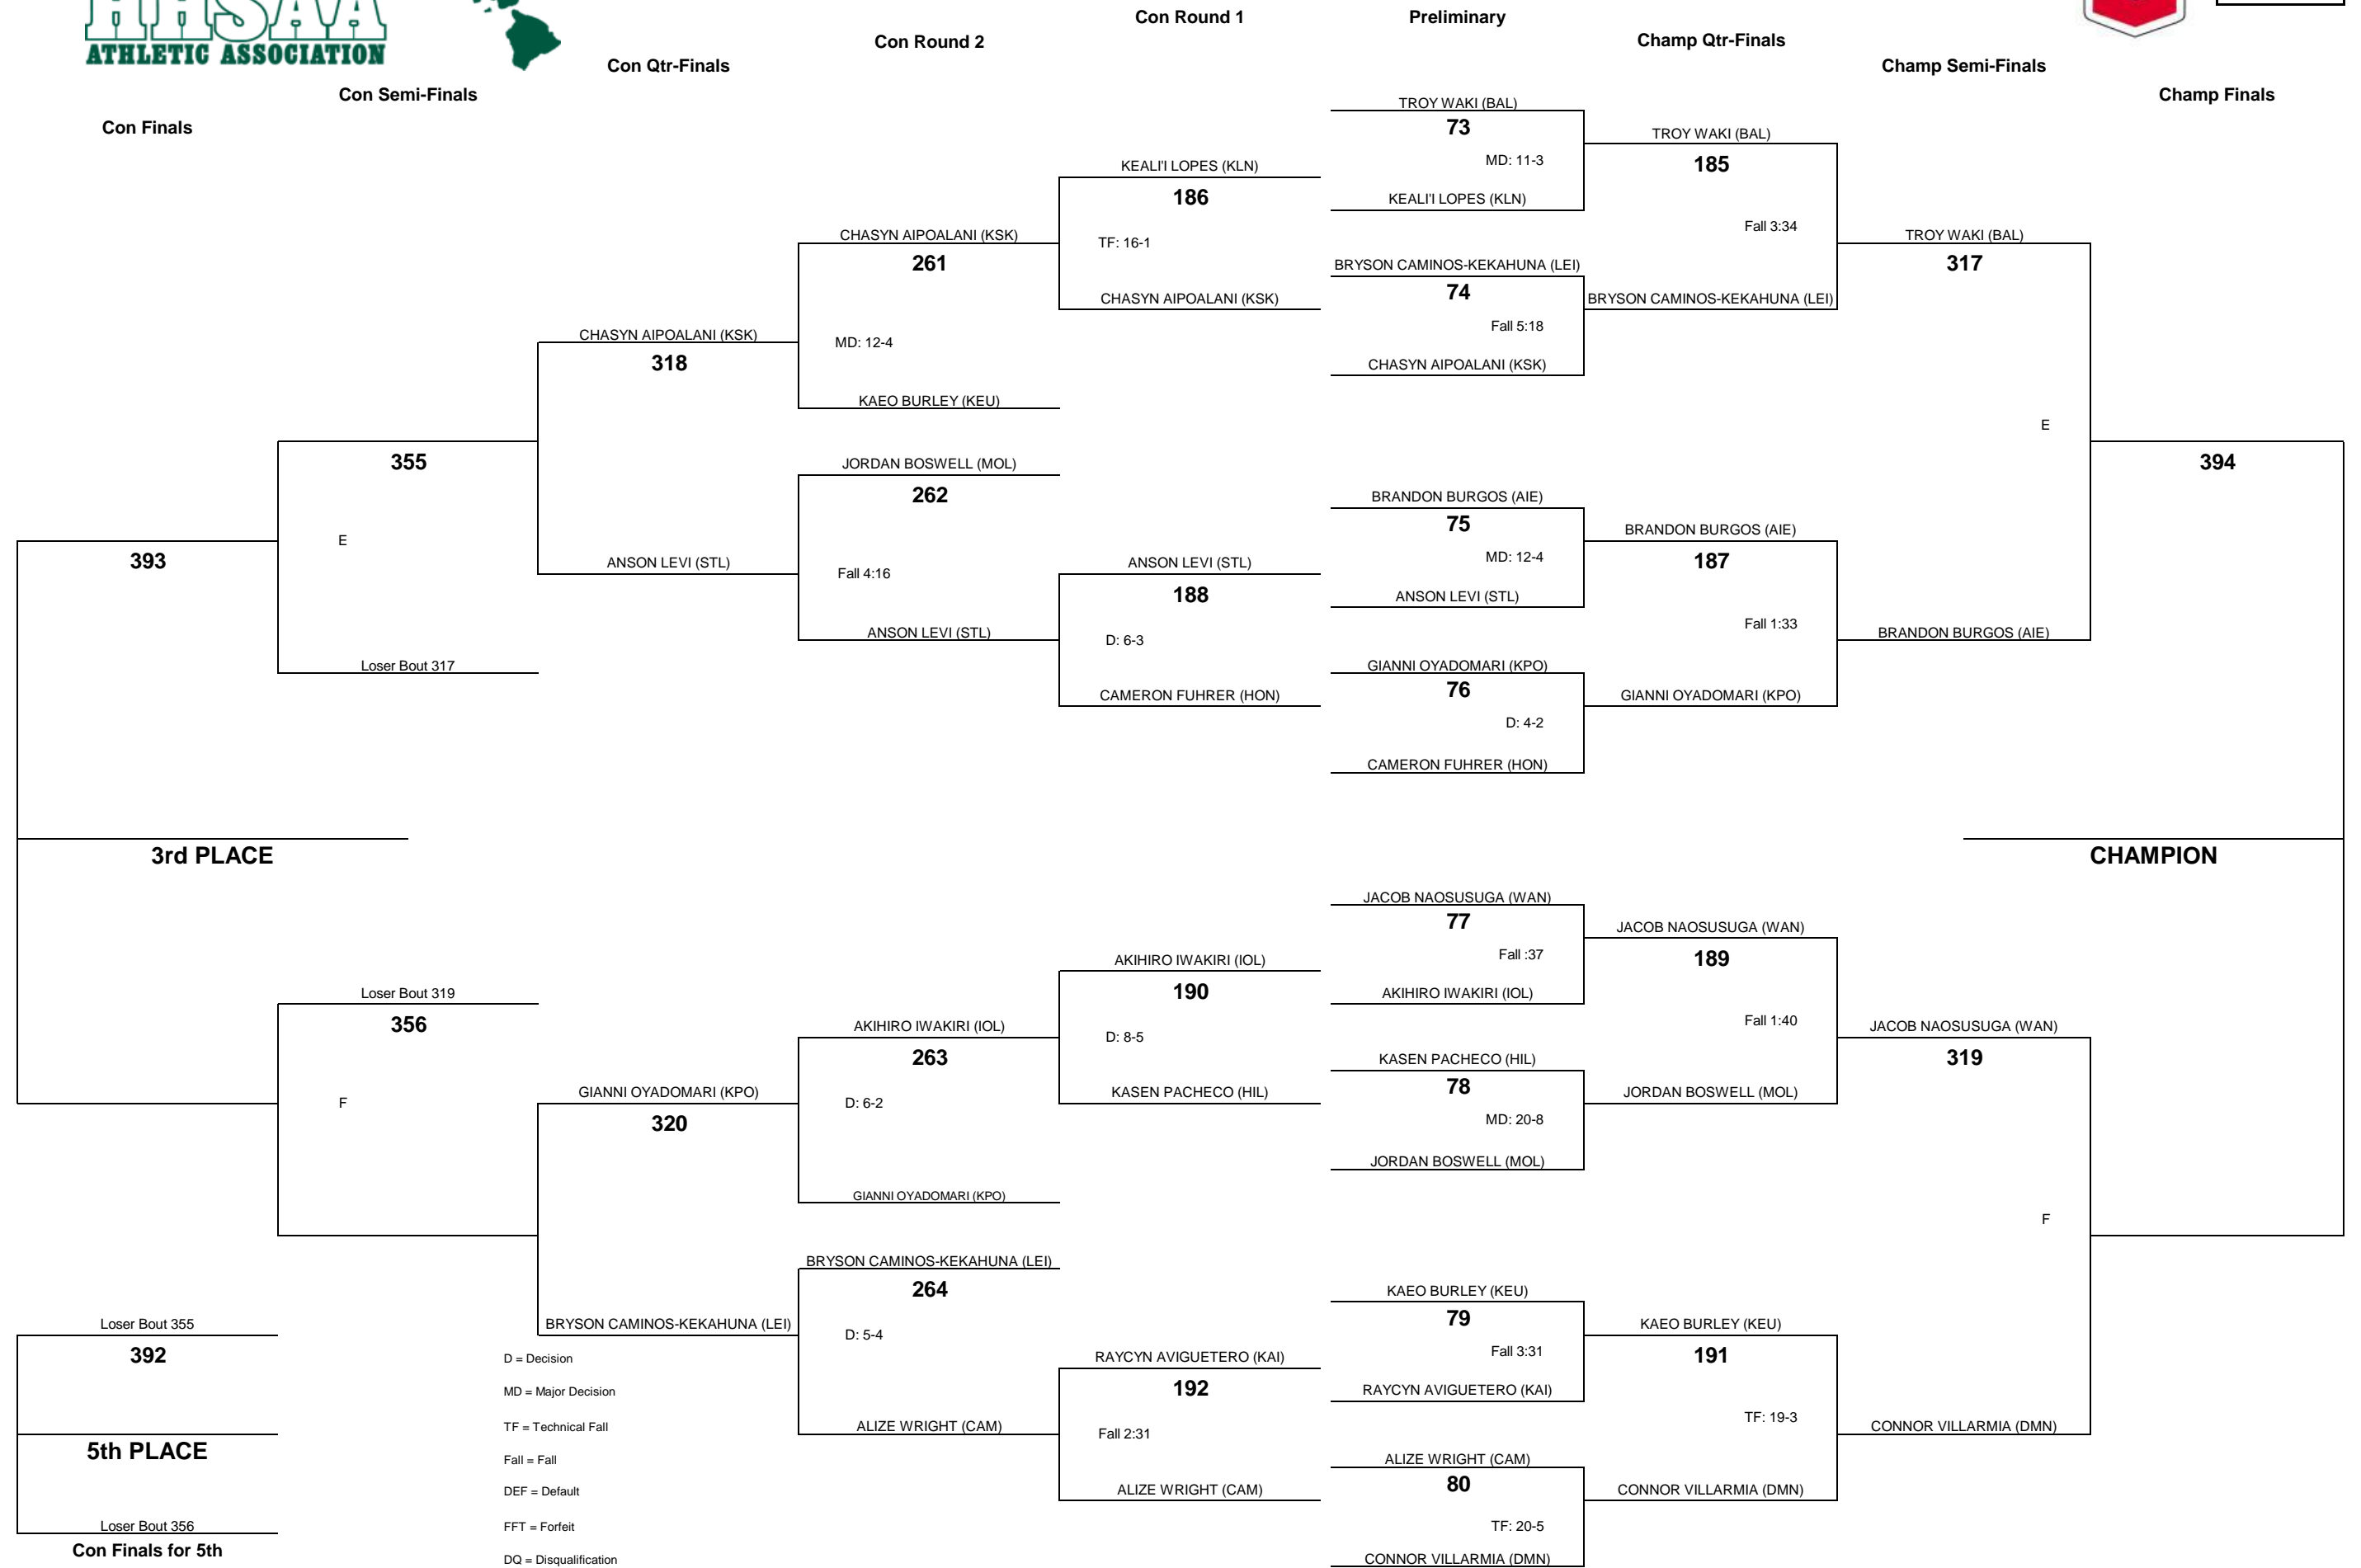 HHSAA
ATHLETIC ASSOCIATION
Con Round 1
Preliminary
Con Round 2
Champ Qtr-Finals
Con Qtr-Finals
Champ Semi-Finals
Con Semi-Finals
Champ Finals
Con Finals
TROY WAKI (BAL)
73
MD: 11-3
KEALI'I LOPES (KLN)
BRYSON CAMINOS-KEKAHUNA (LEI)
74
Fall 5:18
CHASYN AIPOALANI (KSK)
BRANDON BURGOS (AIE)
75
MD: 12-4
ANSON LEVI (STL)
GIANNI OYADOMARI (KPO)
76
D: 4-2
CAMERON FUHRER (HON)
JACOB NAOSUSUGA (WAN)
77
Fall :37
AKIHIRO IWAKIRI (IOL)
KASEN PACHECO (HIL)
78
MD: 20-8
JORDAN BOSWELL (MOL)
KAEO BURLEY (KEU)
79
Fall 3:31
RAYCYN AVIGUETERO (KAI)
ALIZE WRIGHT (CAM)
80
TF: 20-5
CONNOR VILLARMIA (DMN)
TROY WAKI (BAL)
185
Fall 3:34
BRYSON CAMINOS-KEKAHUNA (LEI)
BRANDON BURGOS (AIE)
187
Fall 1:33
GIANNI OYADOMARI (KPO)
JACOB NAOSUSUGA (WAN)
189
Fall 1:40
JORDAN BOSWELL (MOL)
KAEO BURLEY (KEU)
191
TF: 19-3
CONNOR VILLARMIA (DMN)
TROY WAKI (BAL)
317
E
BRANDON BURGOS (AIE)
JACOB NAOSUSUGA (WAN)
319
F
CONNOR VILLARMIA (DMN)
394
CHAMPION
KEALI'I LOPES (KLN)
186
TF: 16-1
CHASYN AIPOALANI (KSK)
ANSON LEVI (STL)
188
D: 6-3
CAMERON FUHRER (HON)
AKIHIRO IWAKIRI (IOL)
190
D: 8-5
KASEN PACHECO (HIL)
RAYCYN AVIGUETERO (KAI)
192
Fall 2:31
ALIZE WRIGHT (CAM)
CHASYN AIPOALANI (KSK)
261
MD: 12-4
KAEO BURLEY (KEU)
JORDAN BOSWELL (MOL)
262
Fall 4:16
ANSON LEVI (STL)
AKIHIRO IWAKIRI (IOL)
263
D: 6-2
GIANNI OYADOMARI (KPO)
BRYSON CAMINOS-KEKAHUNA (LEI)
264
D: 5-4
ALIZE WRIGHT (CAM)
CHASYN AIPOALANI (KSK)
318
ANSON LEVI (STL)
GIANNI OYADOMARI (KPO)
320
BRYSON CAMINOS-KEKAHUNA (LEI)
355
E
Loser Bout 317
Loser Bout 319
356
F
393
3rd PLACE
Loser Bout 355
392
5th PLACE
Loser Bout 356
Con Finals for 5th
D = Decision
MD = Major Decision
TF = Technical Fall
Fall = Fall
DEF = Default
FFT = Forfeit
DQ = Disqualification